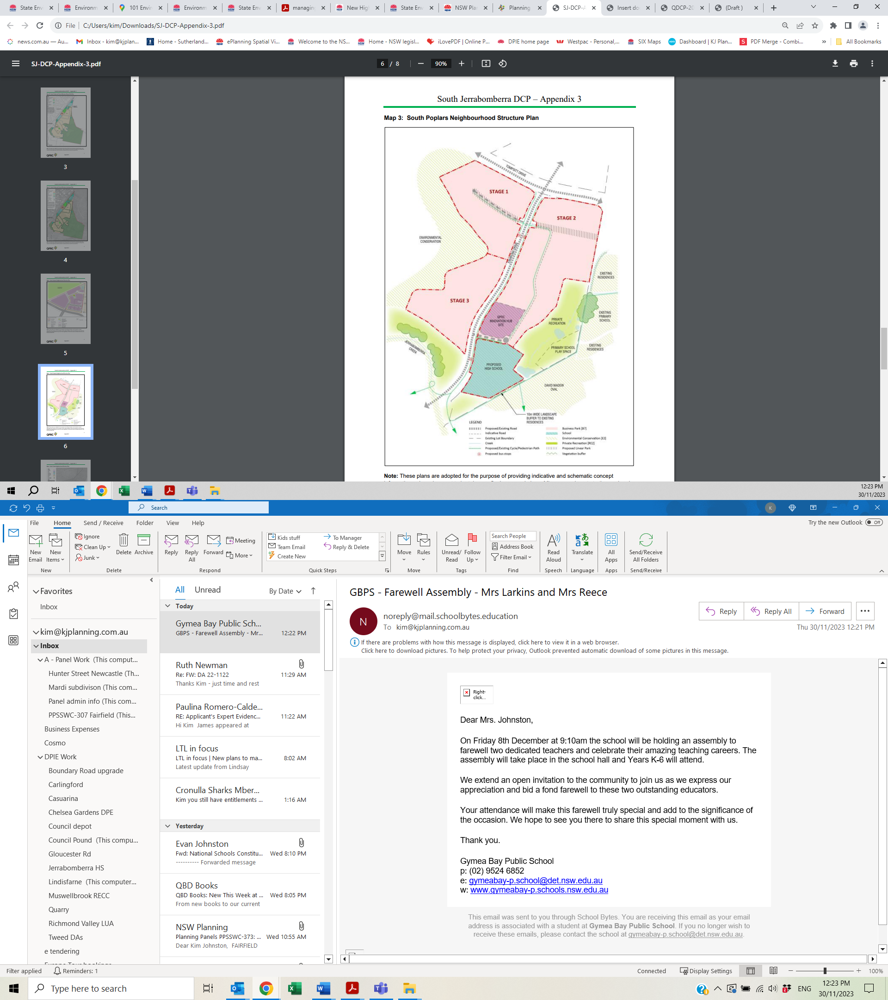 State Env
Environm
101 Envir
Environm
State Env
managing
New High
State Env
NSW Plan
Planning
SJ-DCP-A
Insert do
QDCP-20
(Draft )
File
C:/Users/kim/Downloads/SJ-DCP-Appendix-3.pdf
news.com.au — Au...
Inbox - kim@kjplan...
Home - Sutherland...
ePlanning Spatial Vi...
Welcome to the NS...
Home - NSW legisl...
iLovePDF | Online P...
DPIE home page
Westpac - Personal,...
SIX Maps
Dashboard | KJ Plan...
PDF Merge - Combi...
»
All Bookmarks
SJ-DCP-Appendix-3.pdf
6 / 8
90%
3
4
5
6
South Jerrabomberra DCP – Appendix 3
Map 3: South Poplars Neighbourhood Structure Plan
TOMPSITT DRIVE
STAGE 1
STAGE 2
ENVIRONMENTAL
CONSERVATION
EXISTING
RESIDENCES
STAGE 3
QPRC
INNOVATION HUB
SITE
PRIVATE
RECREATION
EXISTING
PRIMARY
SCHOOL
JERRABOMBERRA
CREEK
PRIMARY SCHOOL
PLAY SPACE
EXISTING
RESIDENCES
PROPOSED
HIGH SCHOOL
DAVID MADEW
OVAL
10m WIDE LANDSCAPE
BUFFER TO EXISTING
RESIDENCES
LEGEND
Proposed/Existing Road
Indicative Road
Existing Lot Boundary
Creek
Proposed/Existing Cycle/Pedestrian Path
Proposed bus stops
Business Park [B7]
School
Environmental Conservation [E2]
Private Recreation [RE2]
Proposed Linear Park
Vegetation buffer
Note: These plans are adopted for the purpose of providing indicative and schematic concept
12:23 PM
30/11/2023
Search
K
File
Home
Send / Receive
Folder
View
Help
Try the new Outlook
Off
New
Email
New
Items
New
Ignore
Clean Up
Junk
Delete
Archive
Delete
Reply
Reply
All
Forward
Meeting
More
Respond
Kids stuff
Team Email
Create New
To Manager
Reply & Delete
Quick Steps
Move
Rules
Move
Unread/
Read
Follow
Up
Tags
Search People
Address Book
Filter Email
Find
Read
Aloud
Speech
Translate
Language
All
Apps
Apps
Send/Receive
All Folders
Send/Receive
Favorites
Inbox
kim@kjplanning.com.au
Inbox
A - Panel Work (This comput...
Hunter Street Newcastle (Th...
Mardi subdivison (This com...
Panel admin info (This com...
PPSSWC-307 Fairfield (This...
Business Expenses
Cosmo
DPIE Work
Boundary Road upgrade
Carlingford
Casuarina
Chelsea Gardens DPE
Council depot
Council Pound (This compu...
Gloucester Rd
Jerrabomberra HS
Lindisfarne (This computer...
Muswellbrook RECC
Quarry
Richmond Valley LUA
Tweed DAs
e tendering
All
Unread
By Date
Today
Gymea Bay Public Sch...
GBPS - Farewell Assembly - Mr...
12:22 PM
Ruth Newman
Re: FW: DA 22-1122
11:29 AM
Thanks Kim - just time and rest
Paulina Romero-Calde...
RE: Applicant's Expert Evidenc...
11:22 AM
Hi Kim James appeared at
LTL in focus
LTL in focus | New plans to ma...
8:02 AM
Latest update from Lindsay
Cronulla Sharks Mber...
Kim you still have entitlements ...
1:16 AM
Yesterday
Evan Johnston
Fwd: National Schools Constitu...
Wed 8:10 PM
---------- Forwarded message
QBD Books
QBD Books: New This Week at ...
Wed 8:05 PM
From new books to our current
NSW Planning
Planning Panels PPSSWC-373: ...
Wed 10:55 AM
Dear Kim Johnston, FAIRFIELD
GBPS - Farewell Assembly - Mrs Larkins and Mrs Reece
N
noreply@mail.schoolbytes.education
To kim@kjplanning.com.au
Reply
Reply All
Forward
Thu 30/11/2023 12:21 PM
If there are problems with how this message is displayed, click here to view it in a web browser.
Click here to download pictures. To help protect your privacy, Outlook prevented automatic download of some pictures in this message.
Right-
click...
Dear Mrs. Johnston,
On Friday 8th December at 9:10am the school will be holding an assembly to
farewell two dedicated teachers and celebrate their amazing teaching careers. The
assembly will take place in the school hall and Years K-6 will attend.
We extend an open invitation to the community to join us as we express our
appreciation and bid a fond farewell to these two outstanding educators.
Your attendance will make this farewell truly special and add to the significance of
the occasion. We hope to see you there to share this special moment with us.
Thank you.
Gymea Bay Public School
p: (02) 9524 6852
e: gymeabay-p.school@det.nsw.edu.au
w: www.gymeabay-p.schools.nsw.edu.au
This email was sent to you through School Bytes. You are receiving this email as your email
address is associated with a student at Gymea Bay Public School. If you no longer wish to
receive these emails, please contact the school at gymeabay-p.school@det.nsw.edu.au.
Filter applied
Reminders: 1
Connected
Display Settings
100%
Type here to search
ENG
12:23 PM
30/11/2023